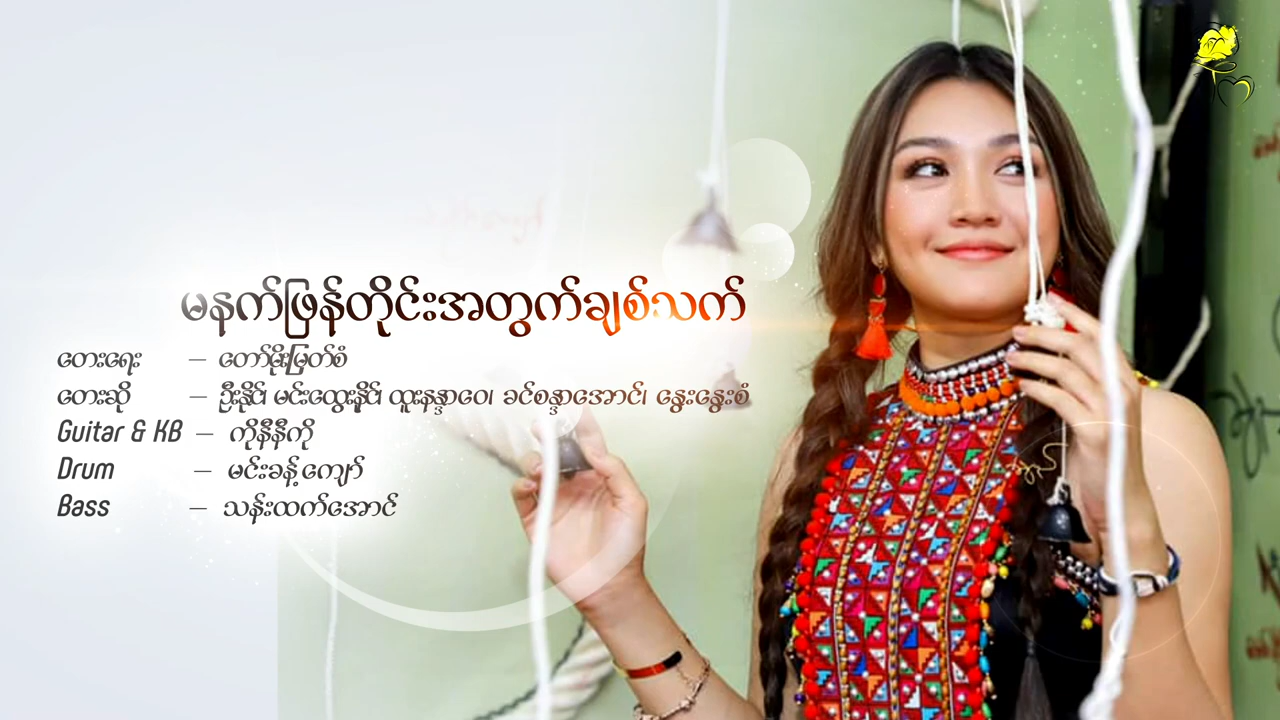 မနက်ဖြန်တိုင်းအတွက်ချစ်သက်
တေးရေး – တော်မိုးမြတ်စံ
တေးဆို – ဦးနိုင်၊ မင်းထွေးနိူင်၊ ထူးနန္ဒာဝေ၊ ခင်စန္ဒာအောင်၊ နွေးနွေးစံ
Guitar & KB – ကိုနီနီကို
Drum – မင်းခန့်ကျော်
Bass – သန်းထက်အောင်